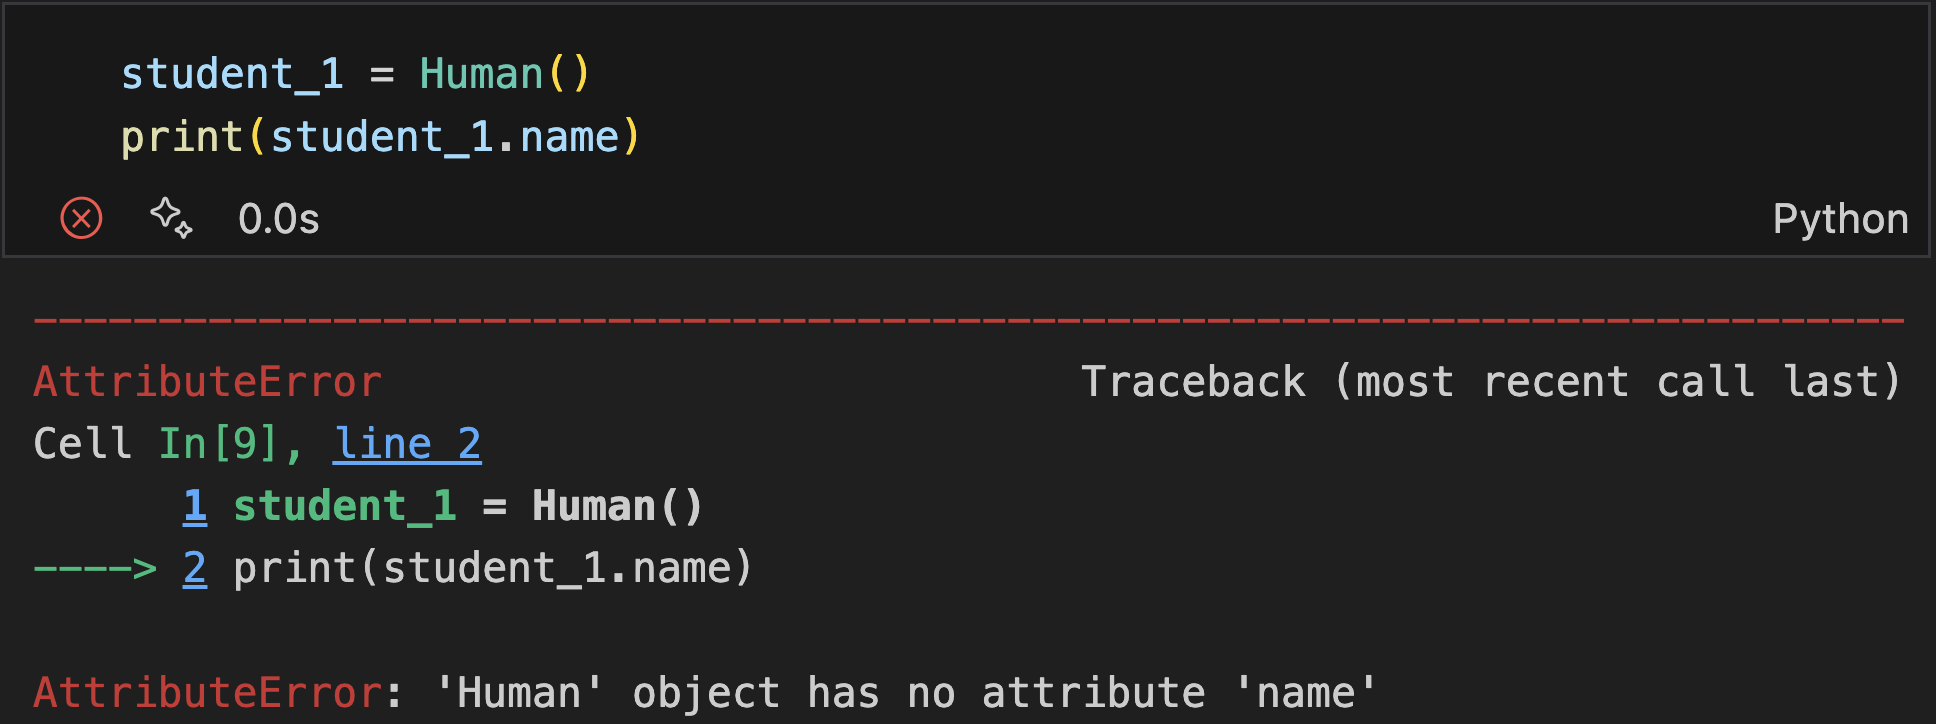 student_1 = Human()
print(student_1.name)
0.0s
Python
--------------------------------------------------------------------------- 
AttributeError Traceback (most recent call last)
Cell In[9], line 2
1 student_1 = Human()
----> 2 print(student_1.name)
AttributeError: 'Human' object has no attribute 'name'